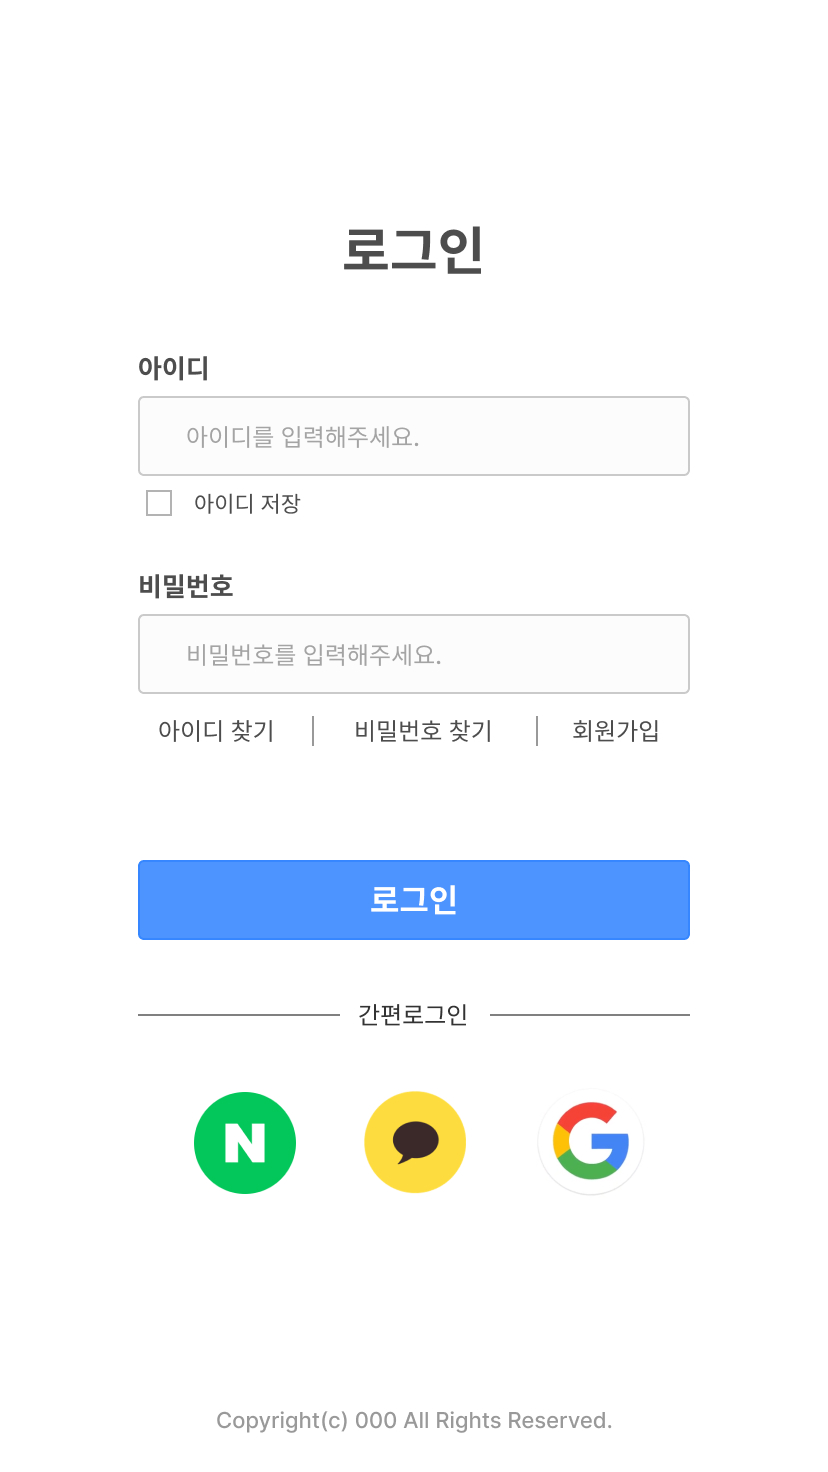 로그인
아이디
아이디를 입력해주세요.
아이디 저장
비밀번호
비밀번호를 입력해주세요.
아이디 찾기 | 비밀번호 찾기 | 회원가입
로그인
간편로그인
N
G
Copyright(c) 000 All Rights Reserved.